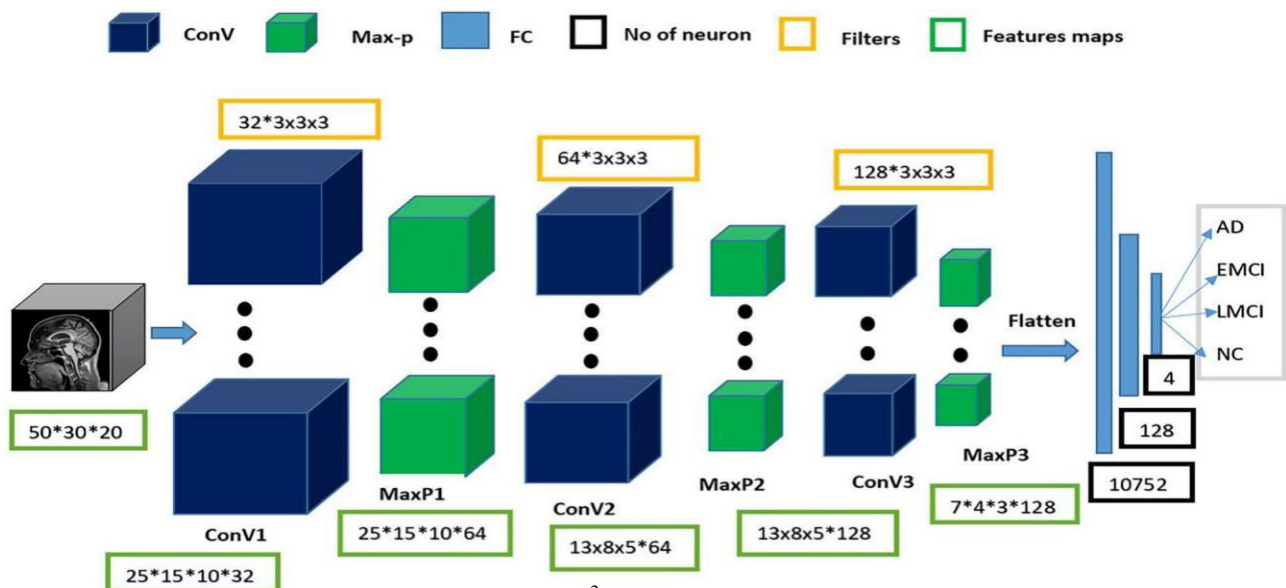 ConV
Max-p
FC
No of neuron
Filters
Features maps
32*3x3x3
64*3x3x3
128*3x3x3
AD
EMCI
LMCI
NC
Flatten
4
50*30*20
128
MaxP3
MaxP1
MaxP2
ConV3
10752
ConV2
7*4*3*128
ConV1
25*15*10*64
13x8x5*64
13x8x5*128
25*15*10*32
2